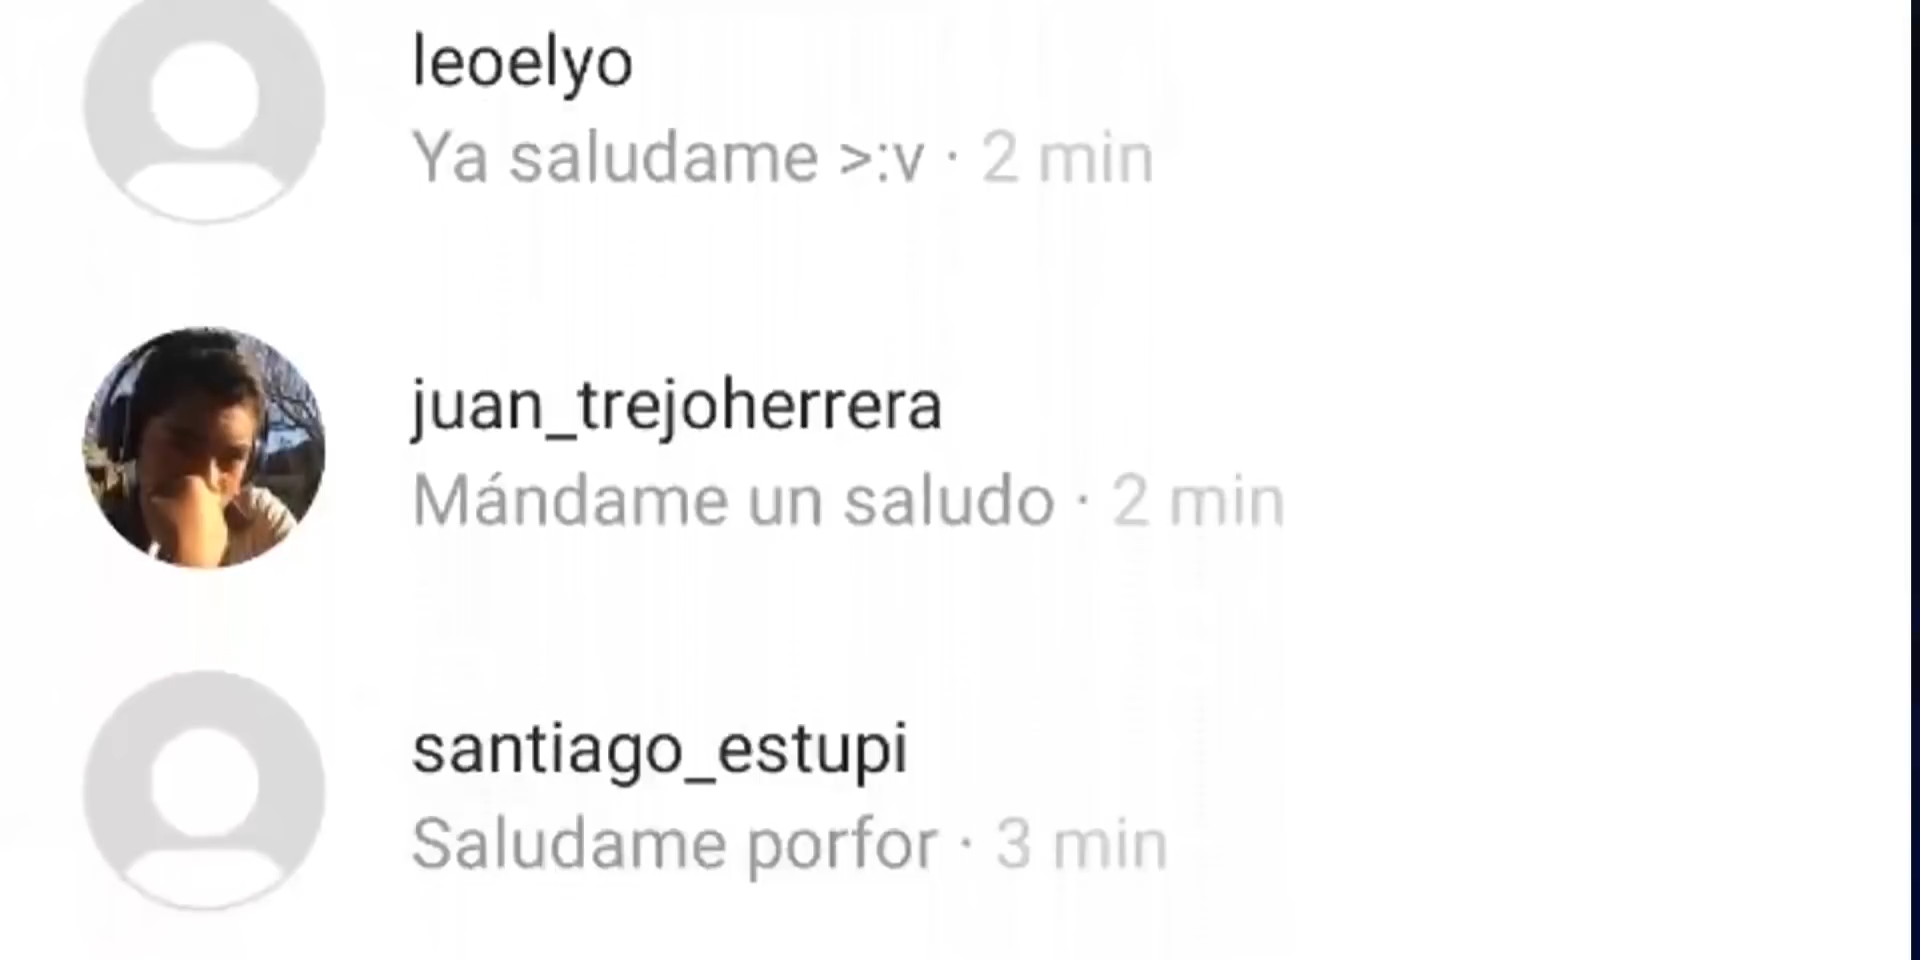 leoelyo
Ya saludame >:v · 2 min
juan_trejoherrera
Mándame un saludo · 2 min
santiago_estupi
Saludame porfor · 3 min